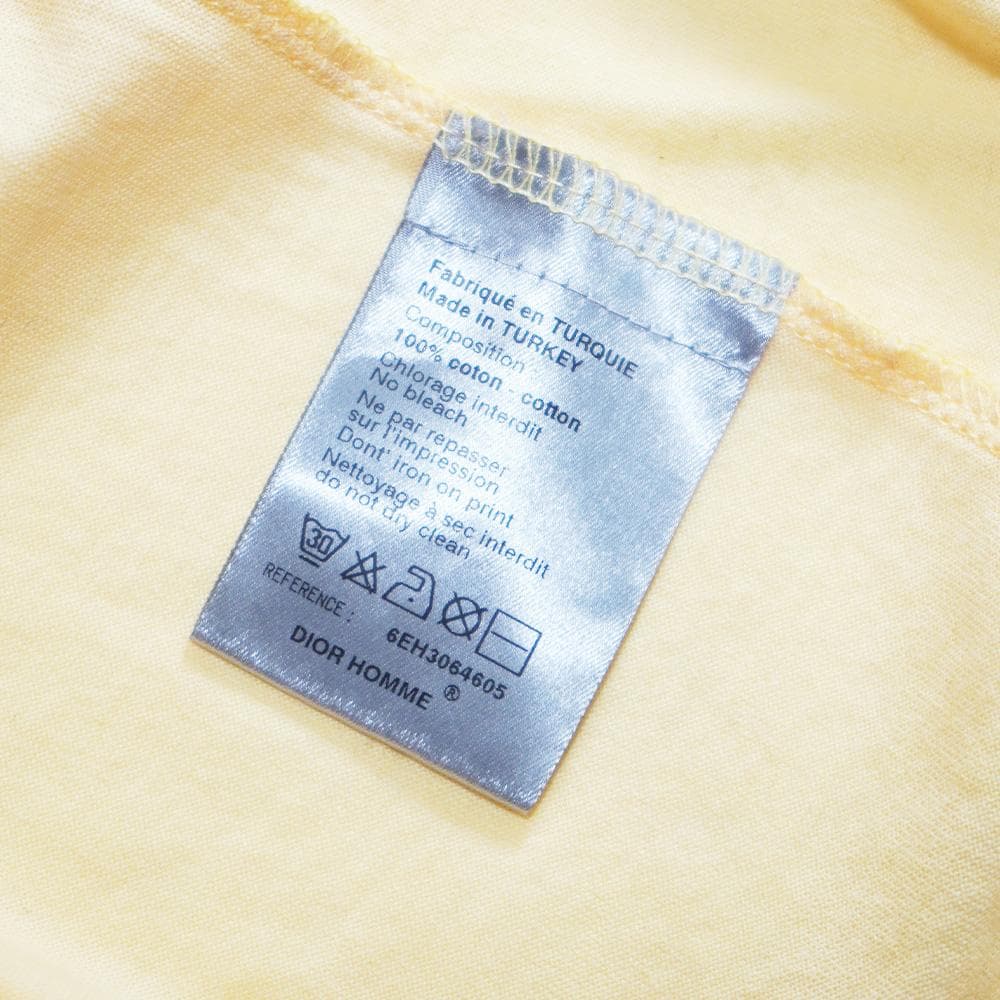 Fabriqué en TURQUIE
Made in TURKEY
Composition :
100% coton - cotton
Chlorage interdit
No bleach
Ne par repasser
sur l'impression
Dont' iron on print
Nettoyage à sec interdit
do not dry clean
30
REFERENCE : 6EH3064605
DIOR HOMME ®